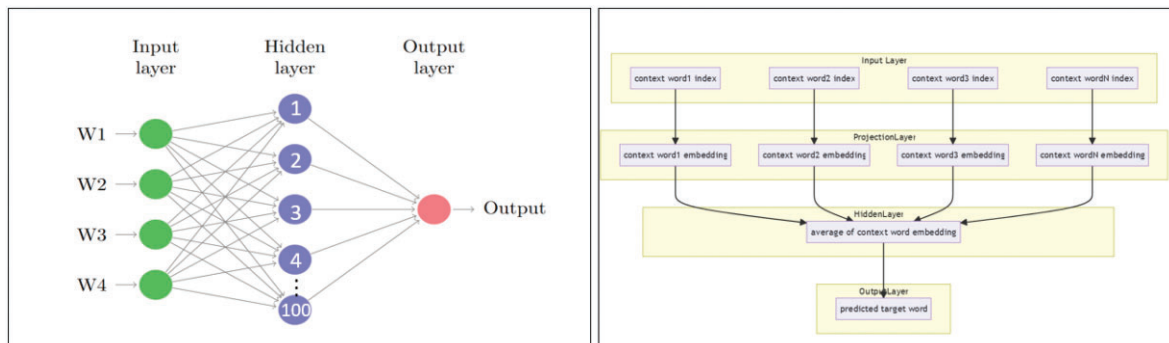 Input
layer
Hidden
layer
Output
layer
W1
W2
W3
W4
1
2
3
4
100
Output
Input Layer
context word1 index
context word2 index
context word3 index
context wordN index
ProjectionLayer
context word1 embedding
context word2 embedding
context word3 embedding
context wordN embedding
HiddenLayer
average of context word embedding
OutputLayer
predicted target word